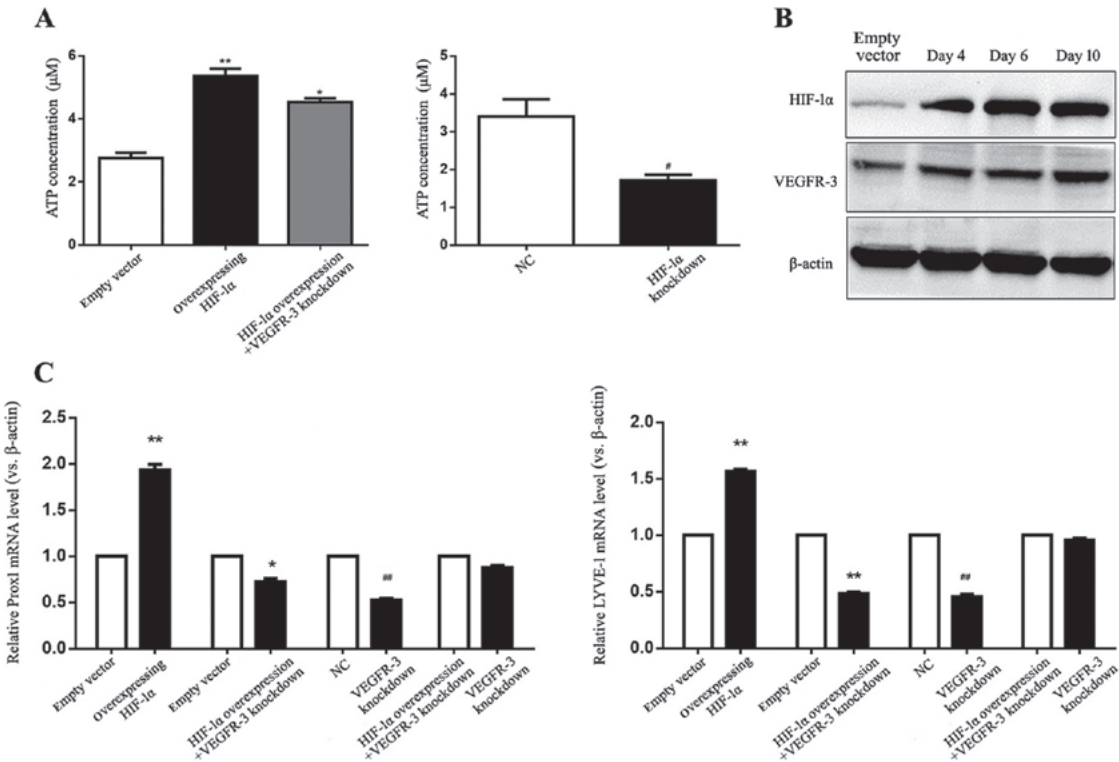 A
ATP concentration (μM)
6
4
2
0
**
*
Empty vector
overexpressing
HIF-1α
HIF-1α overexpression
+VEGFR-3 knockdown
ATP concentration (μM)
5
4
3
2
1
0
#
NC
HIF-1α
knockdown
B
Empty
vector
Day 4
Day 6
Day 10
HIF-1α
VEGFR-3
β-actin
C
Relative Prox1 mRNA level (vs. β-actin)
2.5
2.0
1.5
1.0
0.5
0.0
**
*
##
Empty vector
overexpressing
HIF-1α
Empty vector
HIF-1α overexpression
+VEGFR-3 knockdown
NC
VEGFR-3
knockdown
HIF-1α overexpression
+VEGFR-3 knockdown
VEGFR-3
knockdown
Relative LYVE-1 mRNA level (vs. β-actin)
2.0
1.5
1.0
0.5
0.0
**
**
##
Empty vector
overexpressing
HIF-1α
Empty vector
HIF-1α overexpression
+VEGFR-3 knockdown
NC
VEGFR-3
knockdown
HIF-1α overexpression
+VEGFR-3 knockdown
VEGFR-3
knockdown